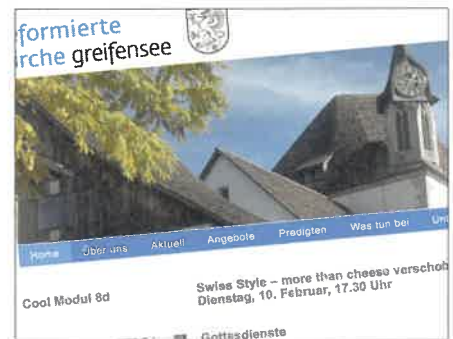 formierte
rche greifensee
Home Über uns Aktuell Angebote Predigten Was tun bei Un
Cool Modul 8d
Swiss Style – more than cheese verschob
Dienstag, 10. Februar, 17.30 Uhr
Gottesdienste